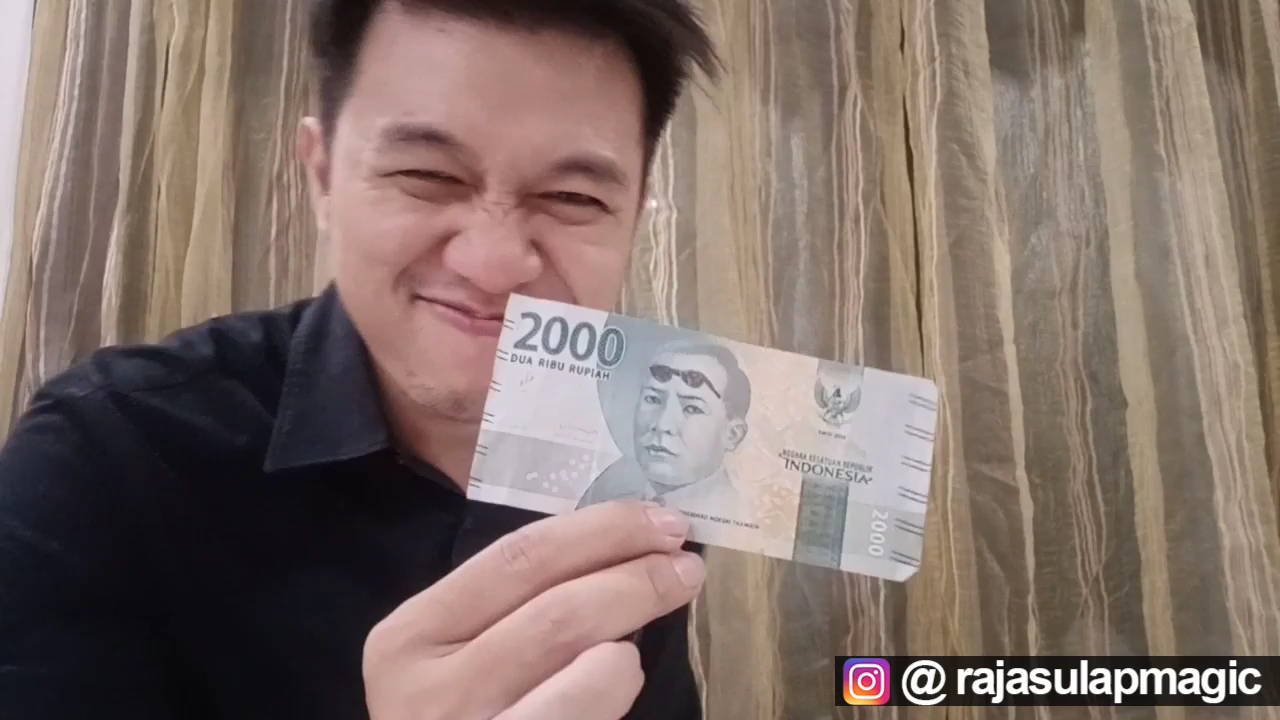 2000
DUA RIBU RUPIAH
NEGARA KESATUAN REPUBLIK
INDONESIA
2000
@ rajasulapmagic